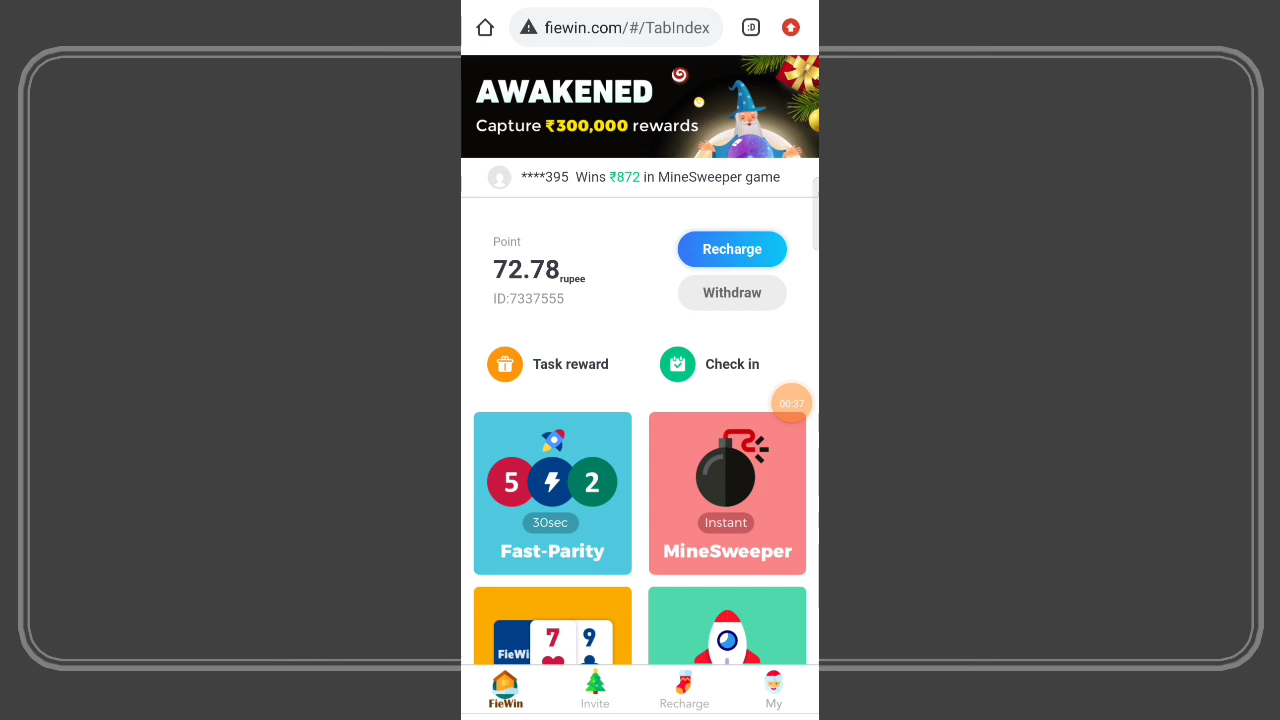 fiewin.com/#/TabIndex
:D
AWAKENED
Capture ₹300,000 rewards
****395 Wins ₹872 in MineSweeper game
Point
72.78rupee
ID:7337555
Recharge
Withdraw
Task reward
Check in
00:37
5 2
30sec
Fast-Parity
Instant
MineSweeper
7 9
FieWi
FieWin
Invite
Recharge
My